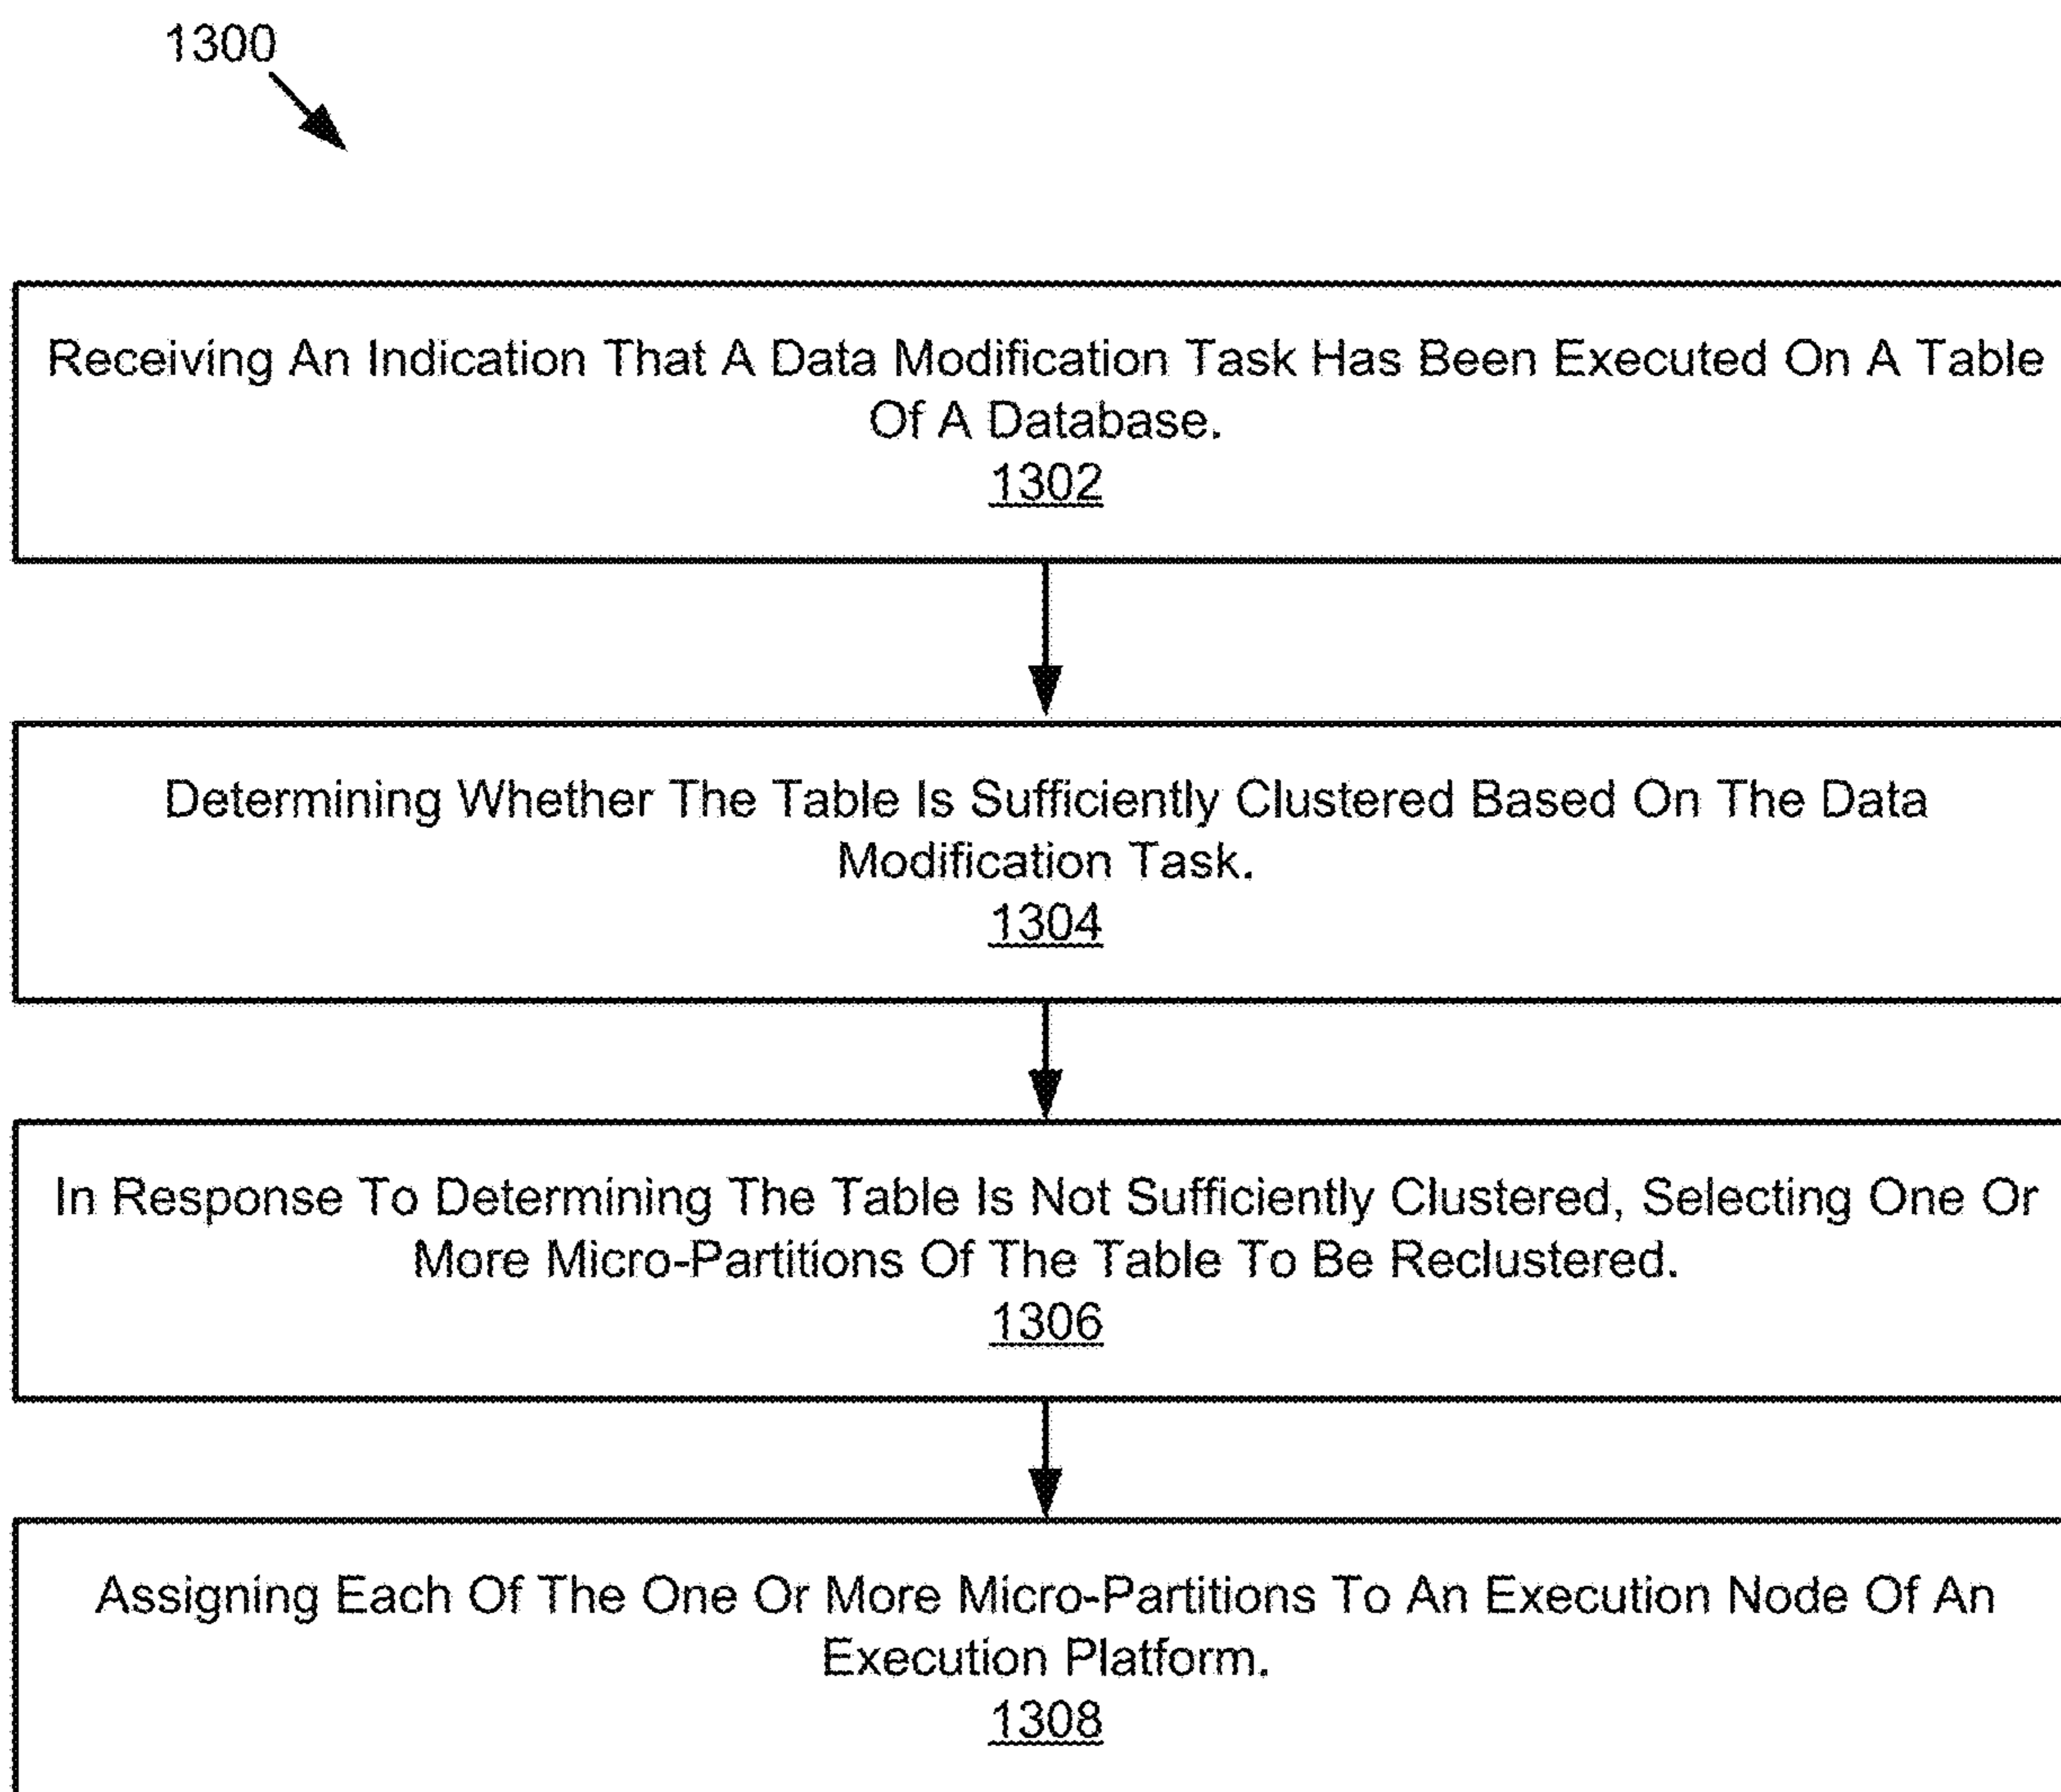 1300
Receiving An Indication That A Data Modification Task Has Been Executed On A Table
Of A Database.
1302
Determining Whether The Table Is Sufficiently Clustered Based On The Data
Modification Task.
1304
In Response To Determining The Table Is Not Sufficiently Clustered, Selecting One Or
More Micro-Partitions Of The Table To Be Reclustered.
1306
Assigning Each Of The One Or More Micro-Partitions To An Execution Node Of An
Execution Platform.
1308